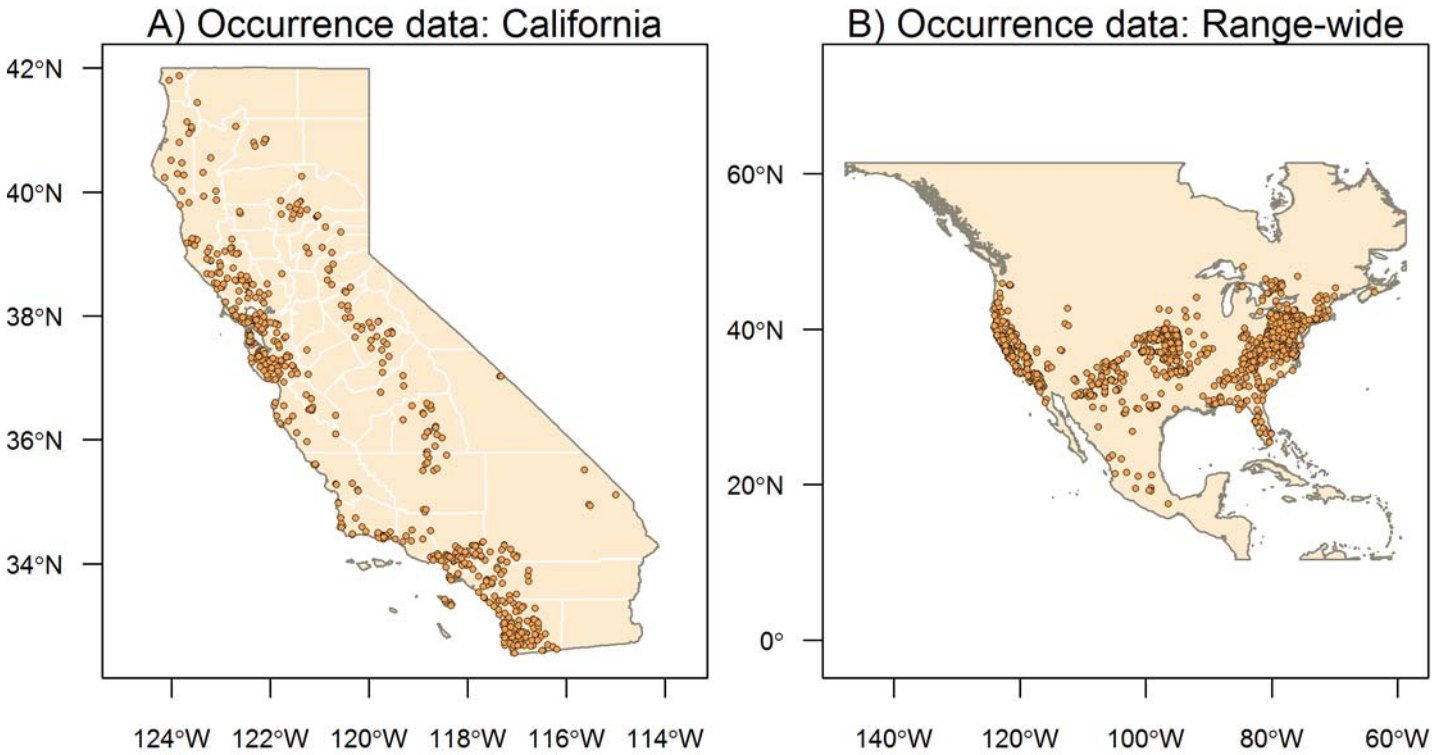 A) Occurrence data: California
42°N
40°N
38°N
36°N
34°N
124°W 122°W 120°W 118°W 116°W 114°W
B) Occurrence data: Range-wide
60°N
40°N
20°N
0°
140°W 120°W 100°W 80°W 60°W